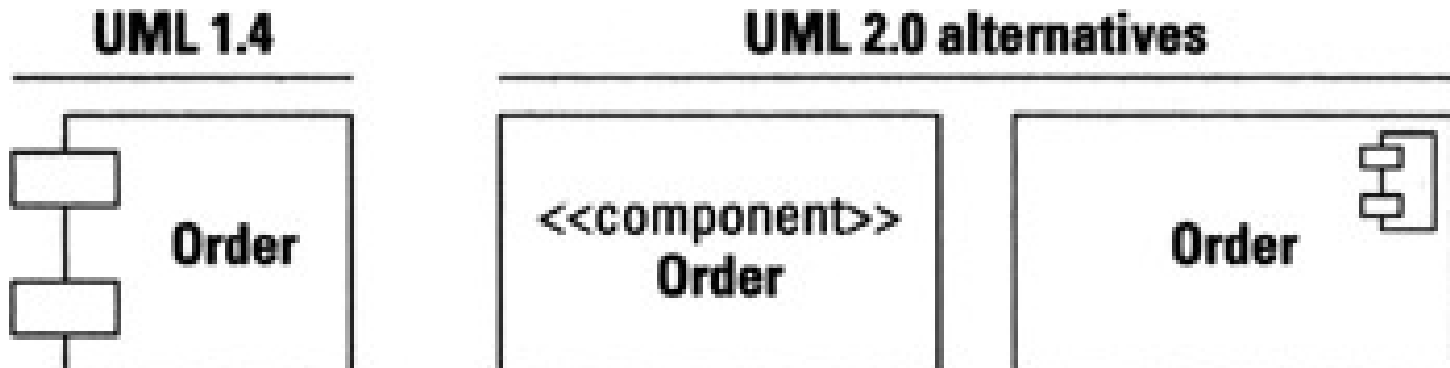 UML 1.4
UML 2.0 alternatives
Order
<<component>>
Order
Order